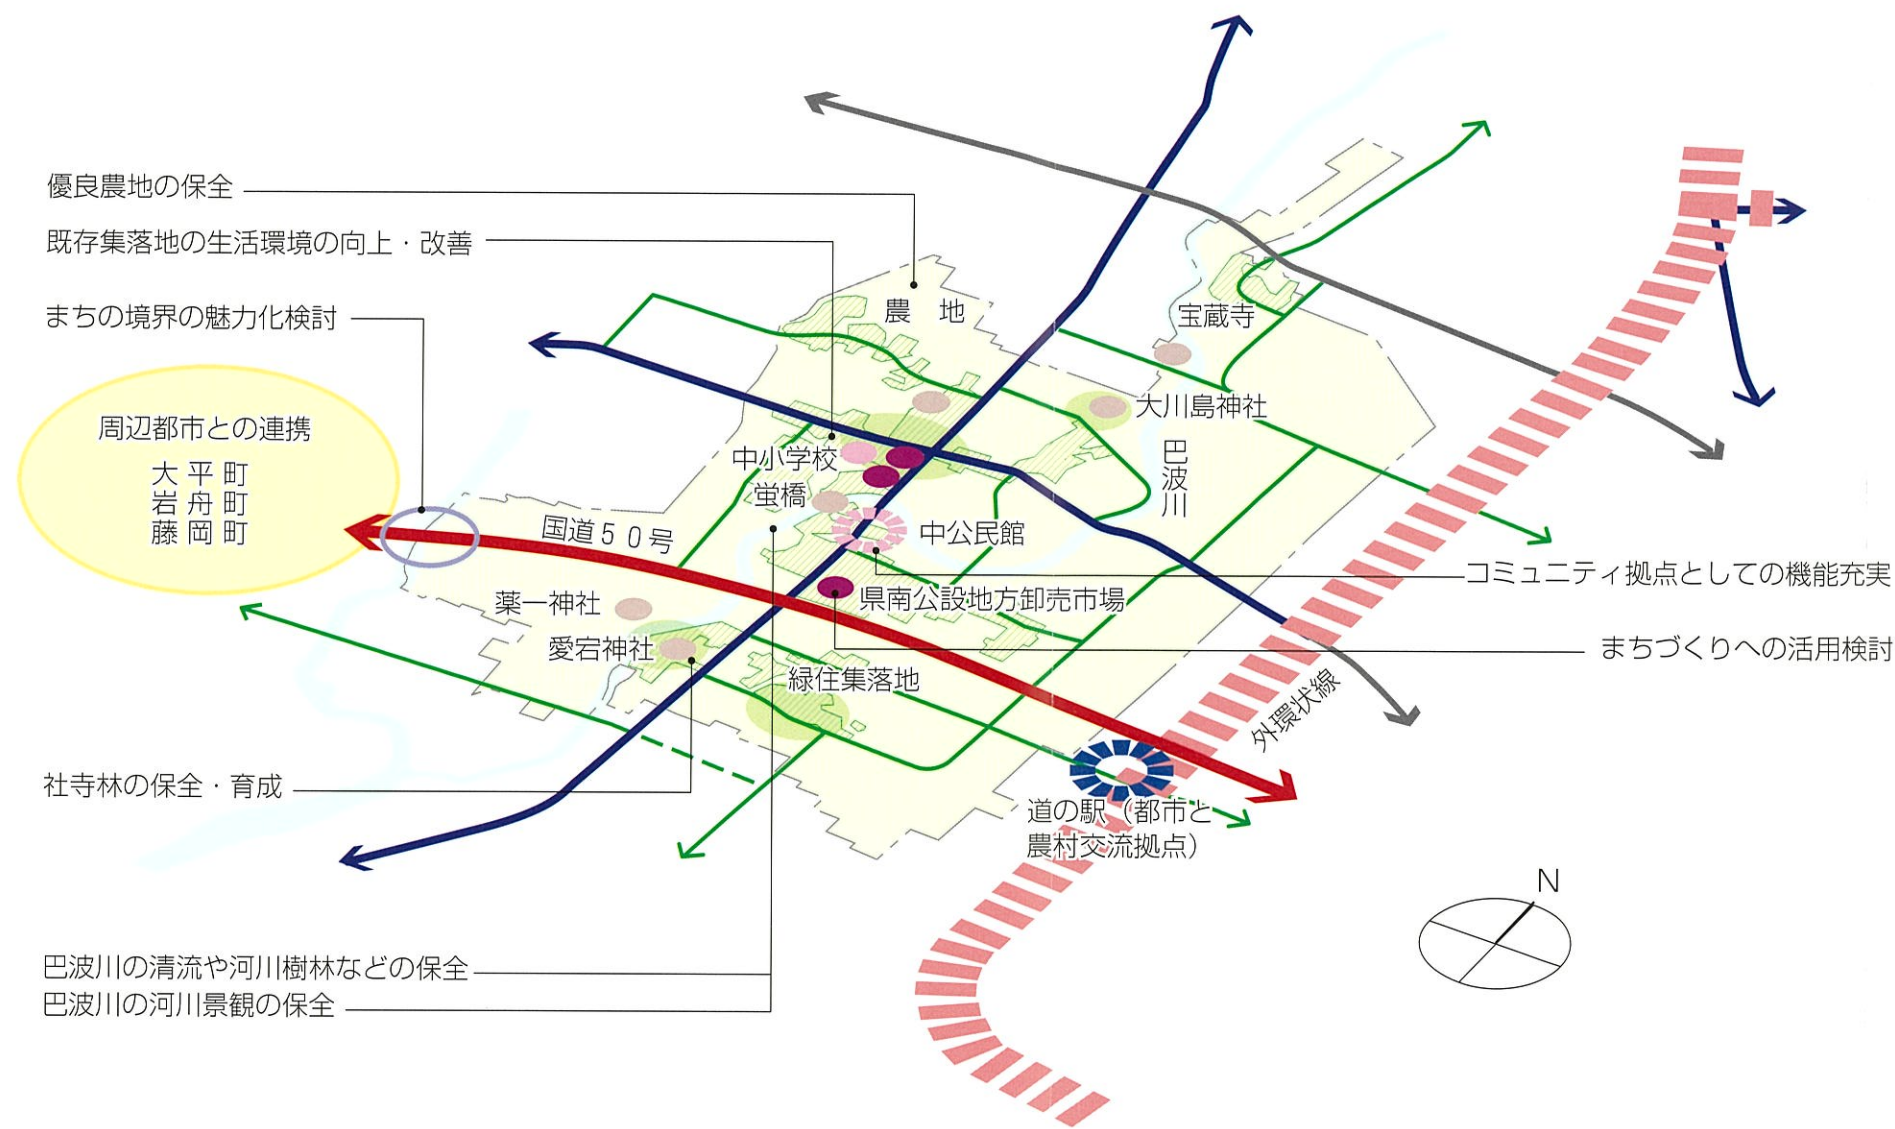 N
優良農地の保全
既存集落地の生活環境の向上・改善
まちの境界の魅力化検討
周辺都市との連携
大平町
岩舟町
藤岡町
農 地
宝蔵寺
大川島神社
巴波川
中小学校
蛍橋
国道50号
中公民館
コミュニティ拠点としての機能充実
県南公設地方卸売市場
まちづくりへの活用検討
薬一神社
愛宕神社
緑住集落地
外環状線
社寺林の保全・育成
道の駅（都市と
農村交流拠点）
巴波川の清流や河川樹林などの保全
巴波川の河川景観の保全